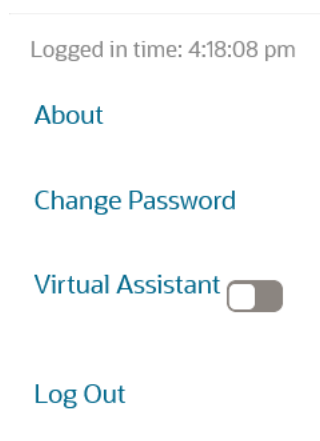 Logged in time: 4:18:08 pm
About
Change Password
Virtual Assistant
Log Out